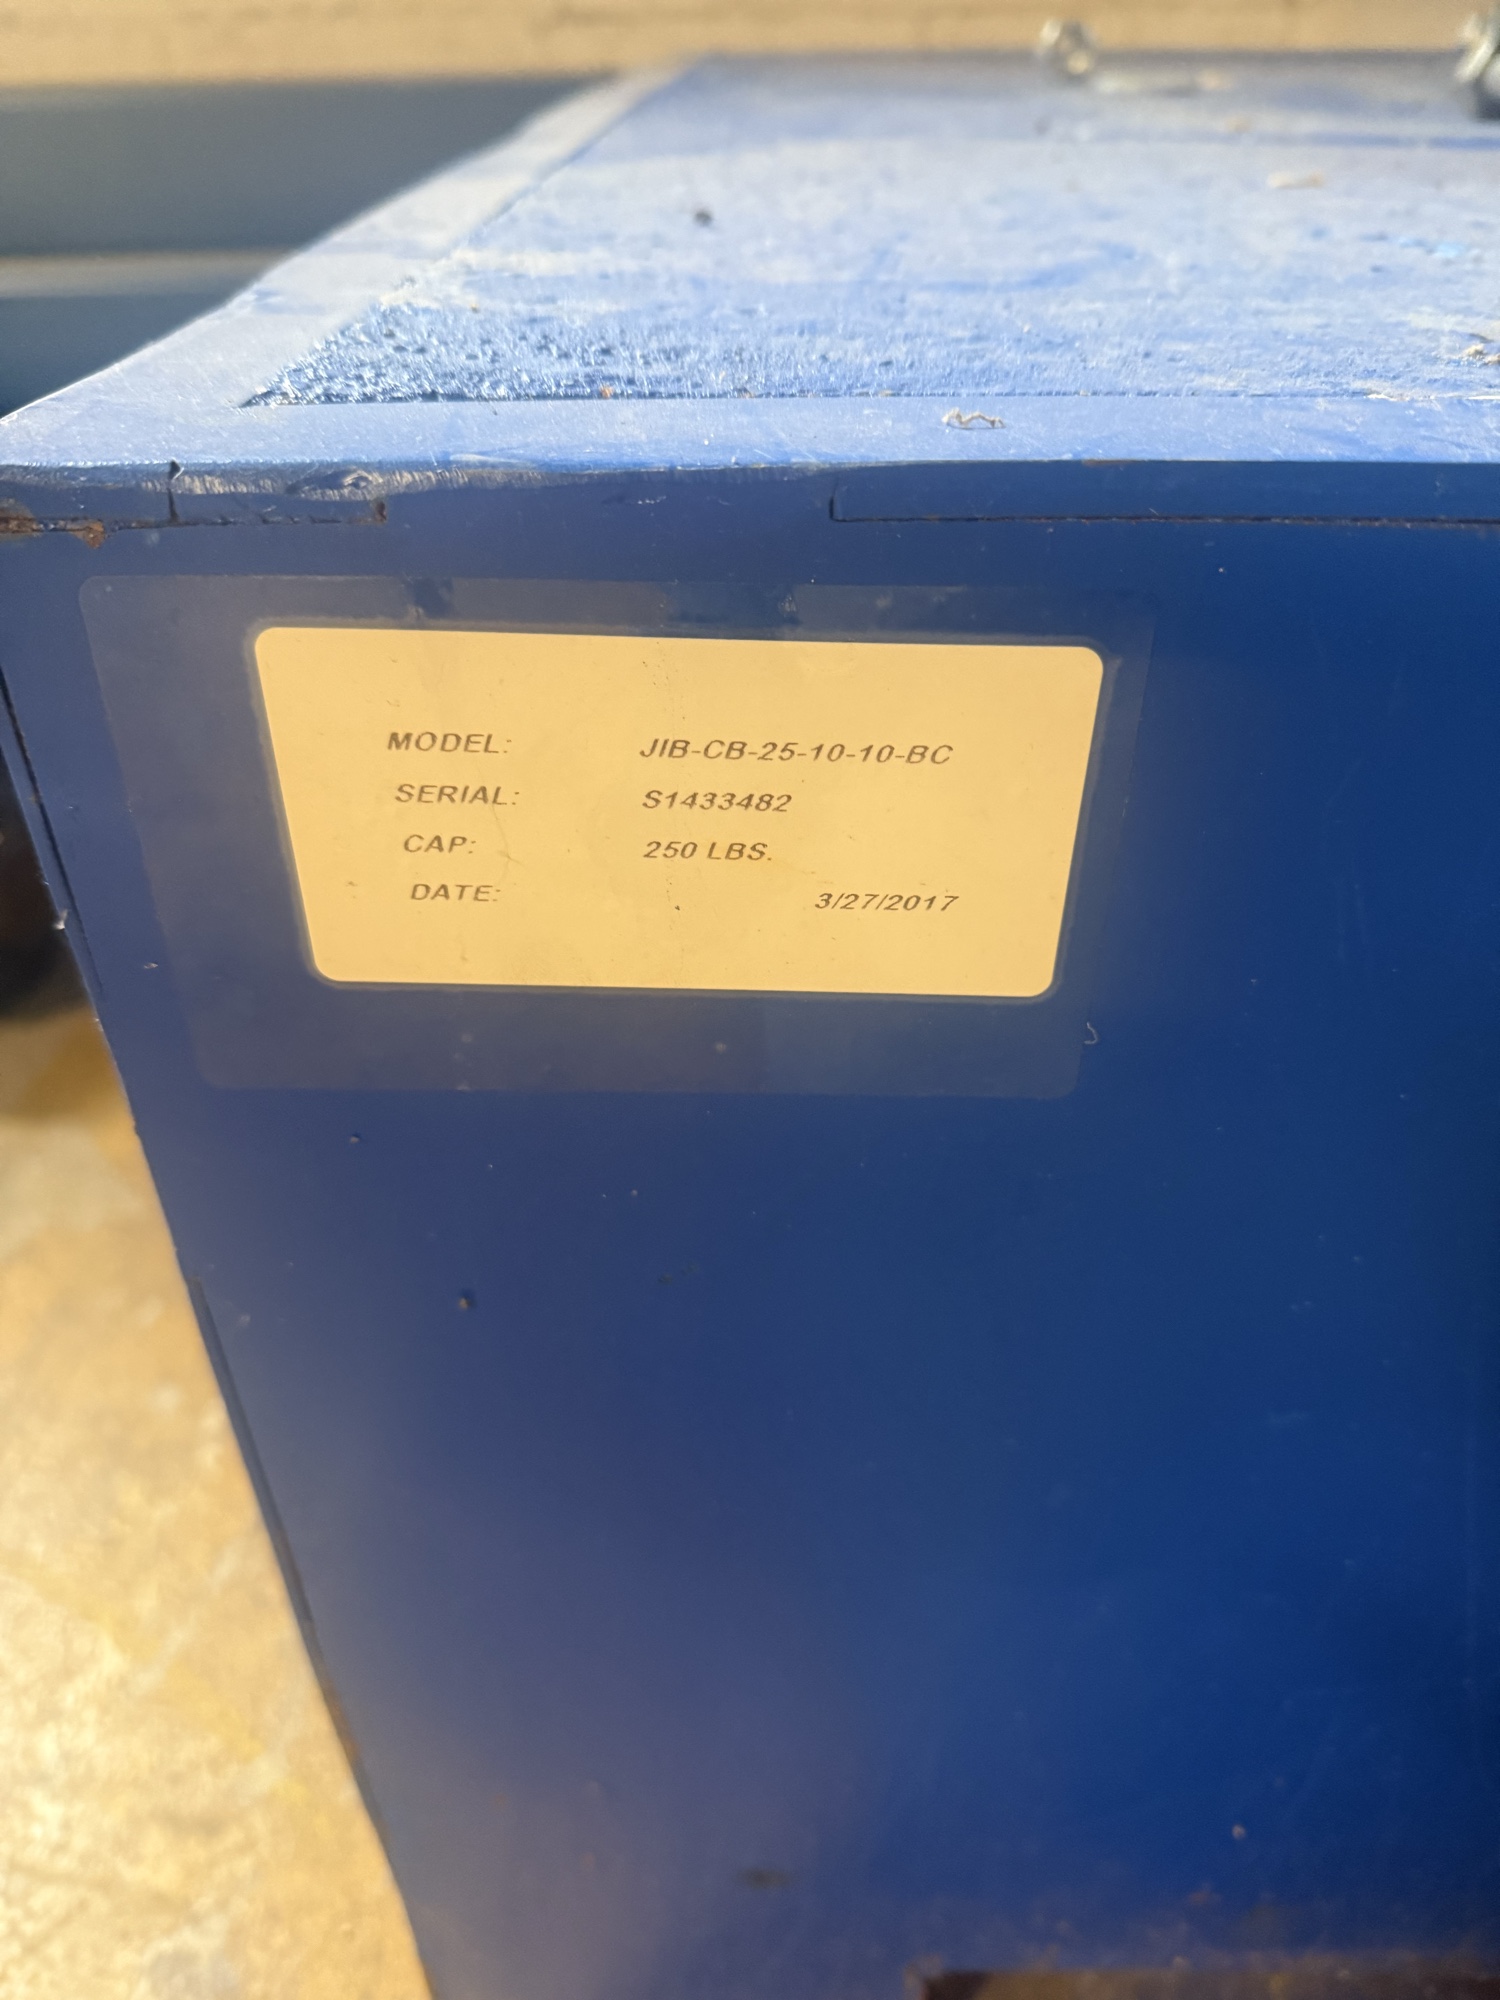 MODEL: JIB-CB-25-10-10-BC
SERIAL: S1433482
CAP: 250 LBS.
DATE: 3/27/2017